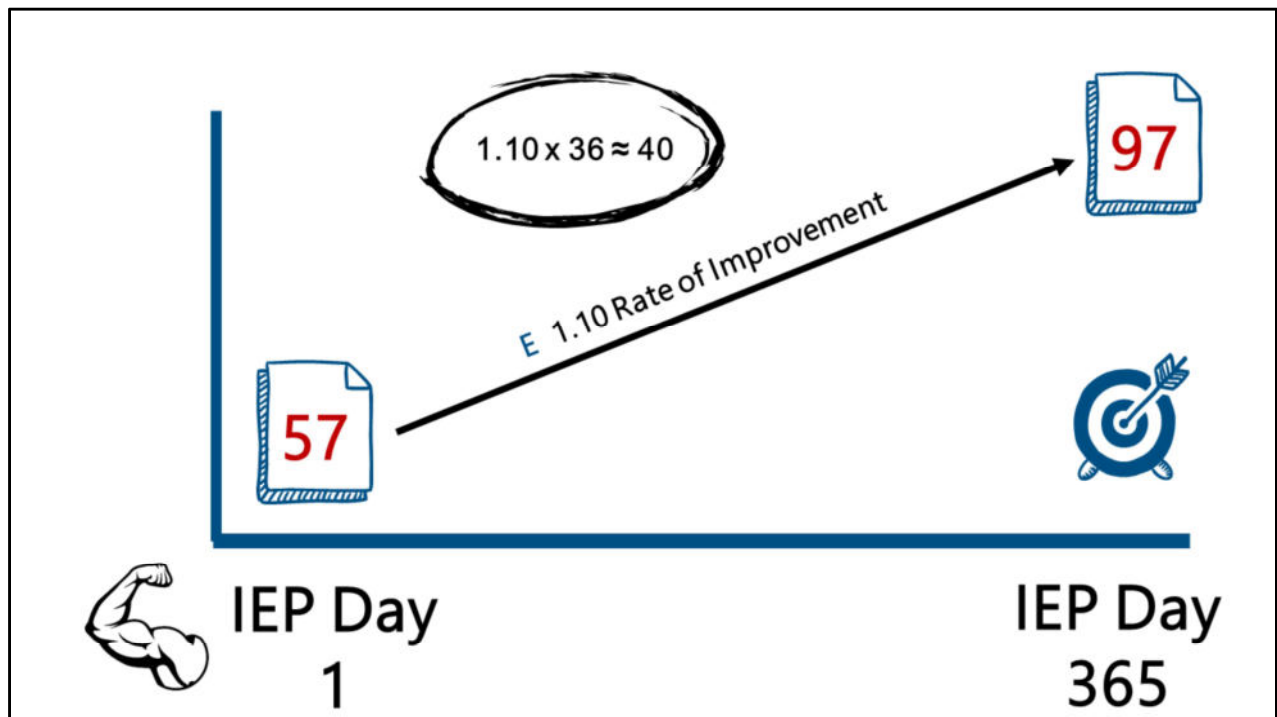 1.10 x 36 ≈ 40
97
E 1.10 Rate of Improvement
57
IEP Day
1
IEP Day
365